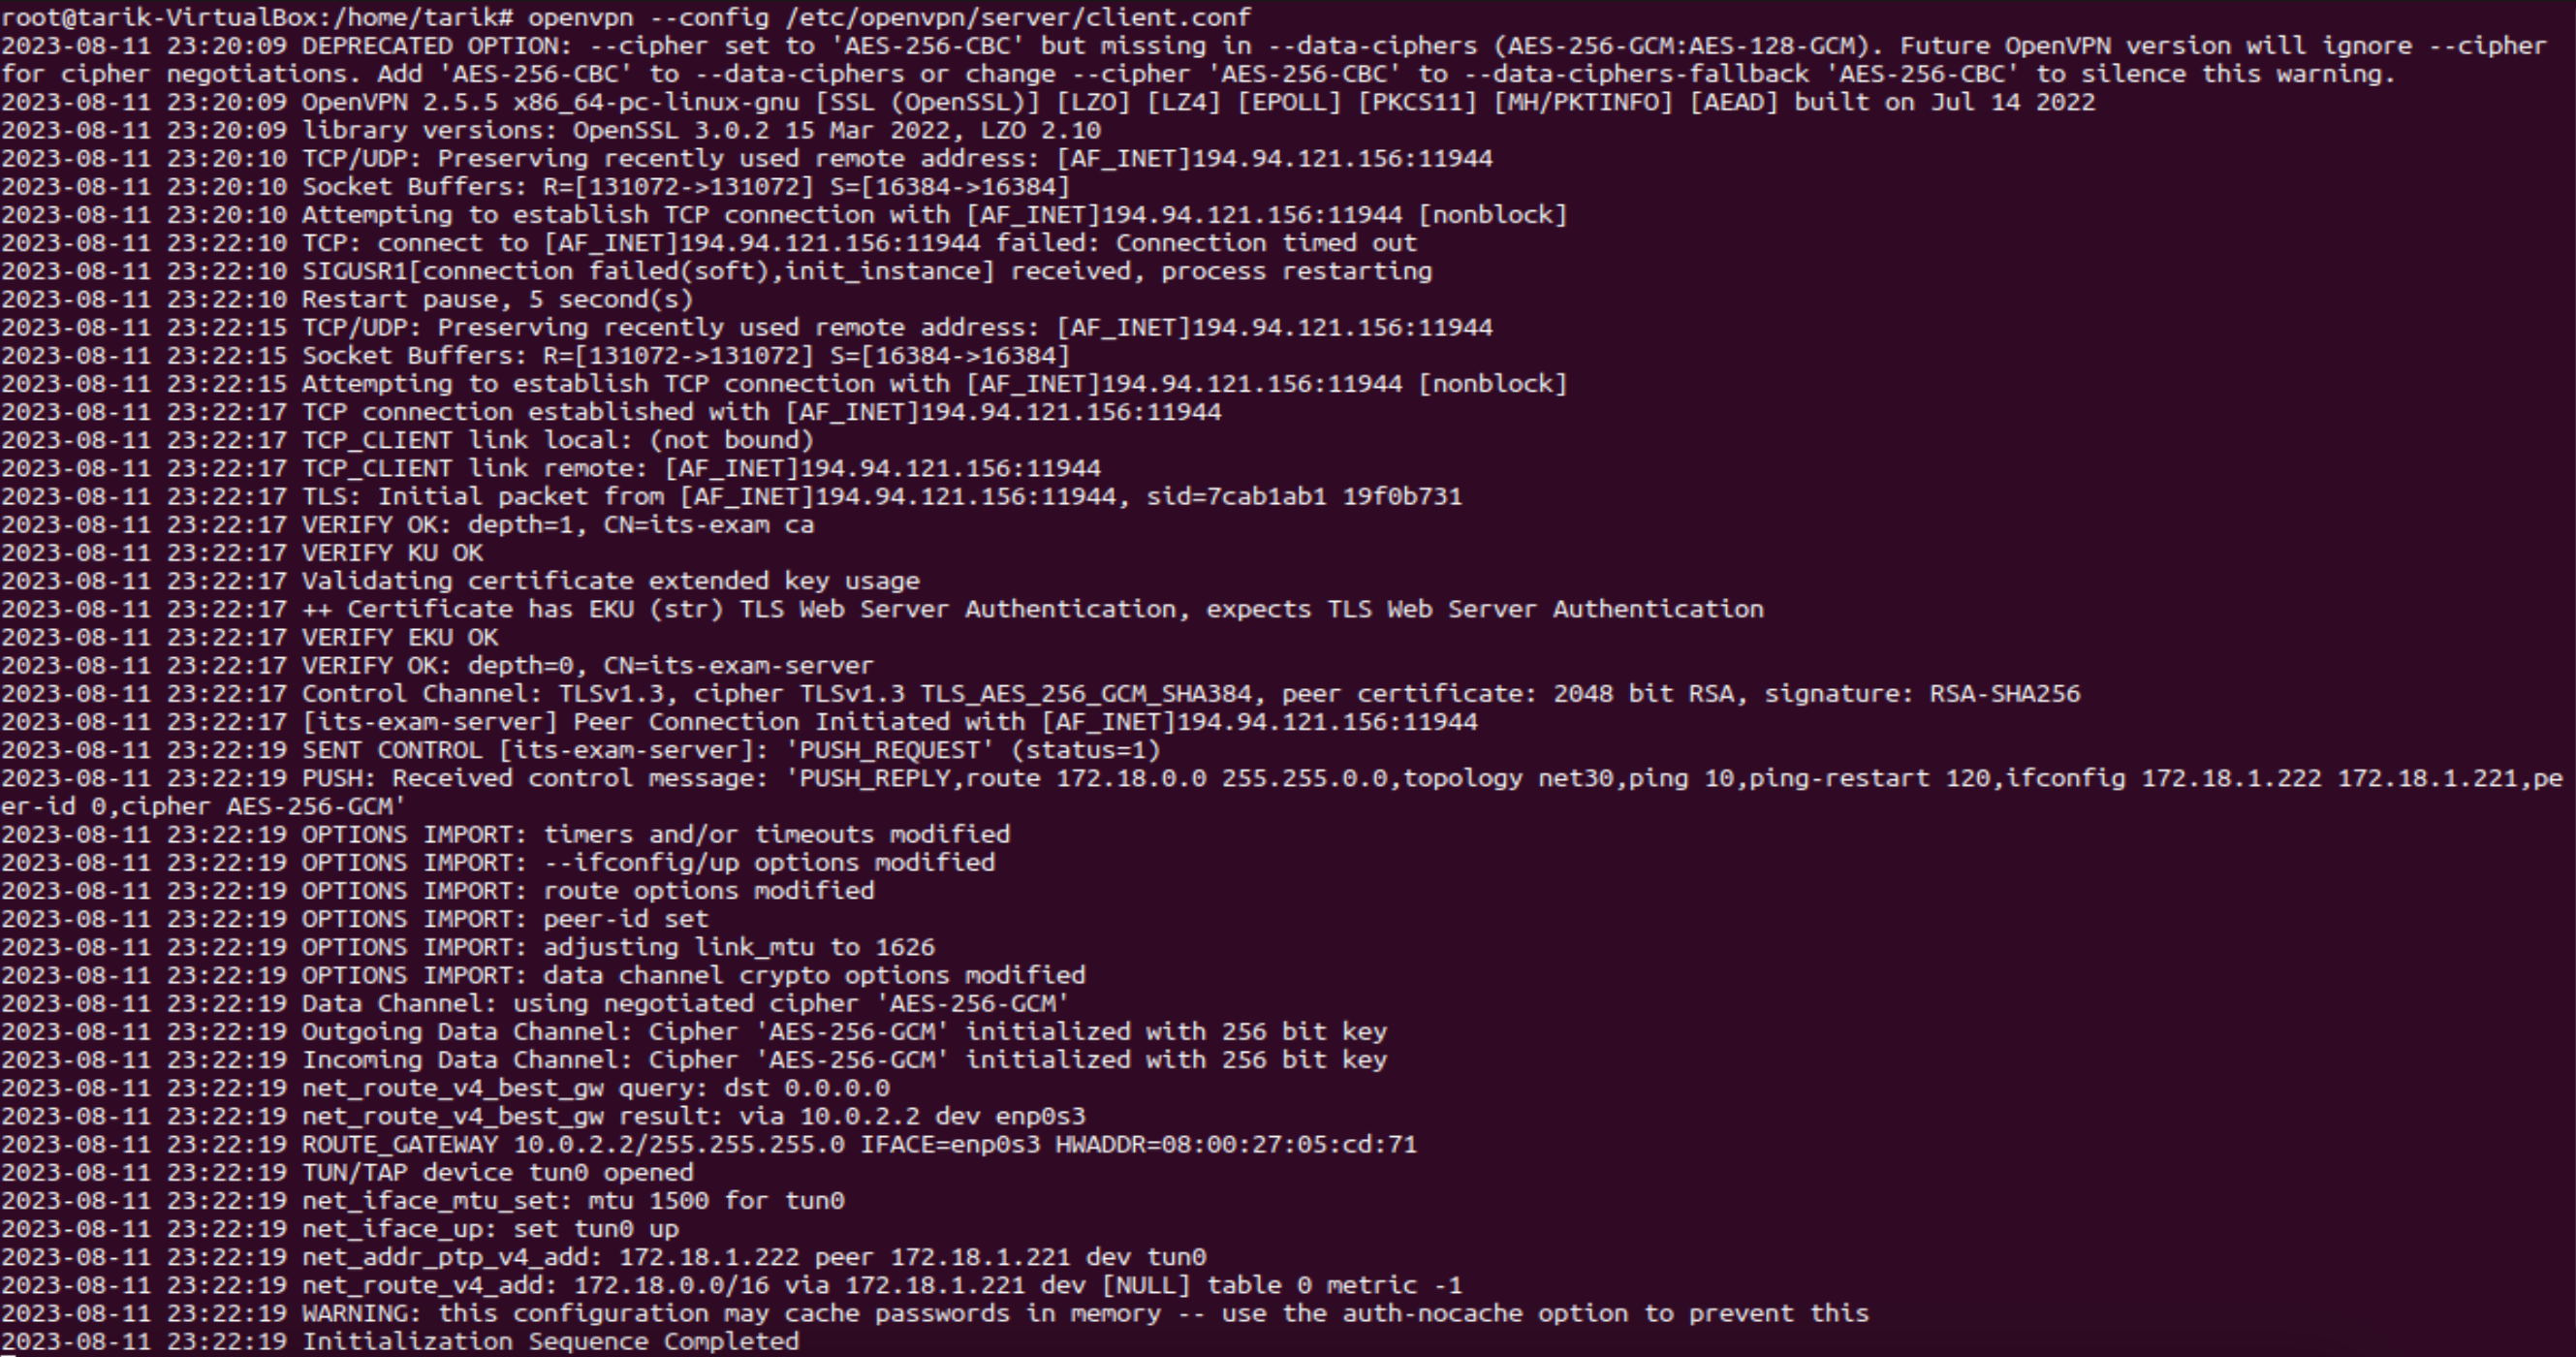 root@tarik-VirtualBox:/home/tarik# openvpn --config /etc/openvpn/server/client.conf
2023-08-11 23:20:09 DEPRECATED OPTION: --cipher set to 'AES-256-CBC' but missing in --data-ciphers (AES-256-GCM:AES-128-GCM). Future OpenVPN version will ignore --cipher
for cipher negotiations. Add 'AES-256-CBC' to --data-ciphers or change --cipher 'AES-256-CBC' to --data-ciphers-fallback 'AES-256-CBC' to silence this warning.
2023-08-11 23:20:09 OpenVPN 2.5.5 x86_64-pc-linux-gnu [SSL (OpenSSL)] [LZO] [LZ4] [EPOLL] [PKCS11] [MH/PKTINFO] [AEAD] built on Jul 14 2022
2023-08-11 23:20:09 library versions: OpenSSL 3.0.2 15 Mar 2022, LZO 2.10
2023-08-11 23:20:10 TCP/UDP: Preserving recently used remote address: [AF_INET]194.94.121.156:11944
2023-08-11 23:20:10 Socket Buffers: R=[131072->131072] S=[16384->16384]
2023-08-11 23:20:10 Attempting to establish TCP connection with [AF_INET]194.94.121.156:11944 [nonblock]
2023-08-11 23:22:10 TCP: connect to [AF_INET]194.94.121.156:11944 failed: Connection timed out
2023-08-11 23:22:10 SIGUSR1[connection failed(soft),init_instance] received, process restarting
2023-08-11 23:22:10 Restart pause, 5 second(s)
2023-08-11 23:22:15 TCP/UDP: Preserving recently used remote address: [AF_INET]194.94.121.156:11944
2023-08-11 23:22:15 Socket Buffers: R=[131072->131072] S=[16384->16384]
2023-08-11 23:22:15 Attempting to establish TCP connection with [AF_INET]194.94.121.156:11944 [nonblock]
2023-08-11 23:22:17 TCP connection established with [AF_INET]194.94.121.156:11944
2023-08-11 23:22:17 TCP_CLIENT link local: (not bound)
2023-08-11 23:22:17 TCP_CLIENT link remote: [AF_INET]194.94.121.156:11944
2023-08-11 23:22:17 TLS: Initial packet from [AF_INET]194.94.121.156:11944, sid=7cab1ab1 19f0b731
2023-08-11 23:22:17 VERIFY OK: depth=1, CN=its-exam ca
2023-08-11 23:22:17 VERIFY KU OK
2023-08-11 23:22:17 Validating certificate extended key usage
2023-08-11 23:22:17 ++ Certificate has EKU (str) TLS Web Server Authentication, expects TLS Web Server Authentication
2023-08-11 23:22:17 VERIFY EKU OK
2023-08-11 23:22:17 VERIFY OK: depth=0, CN=its-exam-server
2023-08-11 23:22:17 Control Channel: TLSv1.3, cipher TLSv1.3 TLS_AES_256_GCM_SHA384, peer certificate: 2048 bit RSA, signature: RSA-SHA256
2023-08-11 23:22:17 [its-exam-server] Peer Connection Initiated with [AF_INET]194.94.121.156:11944
2023-08-11 23:22:19 SENT CONTROL [its-exam-server]: 'PUSH_REQUEST' (status=1)
2023-08-11 23:22:19 PUSH: Received control message: 'PUSH_REPLY,route 172.18.0.0 255.255.0.0,topology net30,ping 10,ping-restart 120,ifconfig 172.18.1.222 172.18.1.221,pe
er-id 0,cipher AES-256-GCM'
2023-08-11 23:22:19 OPTIONS IMPORT: timers and/or timeouts modified
2023-08-11 23:22:19 OPTIONS IMPORT: --ifconfig/up options modified
2023-08-11 23:22:19 OPTIONS IMPORT: route options modified
2023-08-11 23:22:19 OPTIONS IMPORT: peer-id set
2023-08-11 23:22:19 OPTIONS IMPORT: adjusting link_mtu to 1626
2023-08-11 23:22:19 OPTIONS IMPORT: data channel crypto options modified
2023-08-11 23:22:19 Data Channel: using negotiated cipher 'AES-256-GCM'
2023-08-11 23:22:19 Outgoing Data Channel: Cipher 'AES-256-GCM' initialized with 256 bit key
2023-08-11 23:22:19 Incoming Data Channel: Cipher 'AES-256-GCM' initialized with 256 bit key
2023-08-11 23:22:19 net_route_v4_best_gw query: dst 0.0.0.0
2023-08-11 23:22:19 net_route_v4_best_gw result: via 10.0.2.2 dev enp0s3
2023-08-11 23:22:19 ROUTE_GATEWAY 10.0.2.2/255.255.255.0 IFACE=enp0s3 HWADDR=08:00:27:05:cd:71
2023-08-11 23:22:19 TUN/TAP device tun0 opened
2023-08-11 23:22:19 net_iface_mtu_set: mtu 1500 for tun0
2023-08-11 23:22:19 net_iface_up: set tun0 up
2023-08-11 23:22:19 net_addr_ptp_v4_add: 172.18.1.222 peer 172.18.1.221 dev tun0
2023-08-11 23:22:19 net_route_v4_add: 172.18.0.0/16 via 172.18.1.221 dev [NULL] table 0 metric -1
2023-08-11 23:22:19 WARNING: this configuration may cache passwords in memory -- use the auth-nocache option to prevent this
2023-08-11 23:22:19 Initialization Sequence Completed